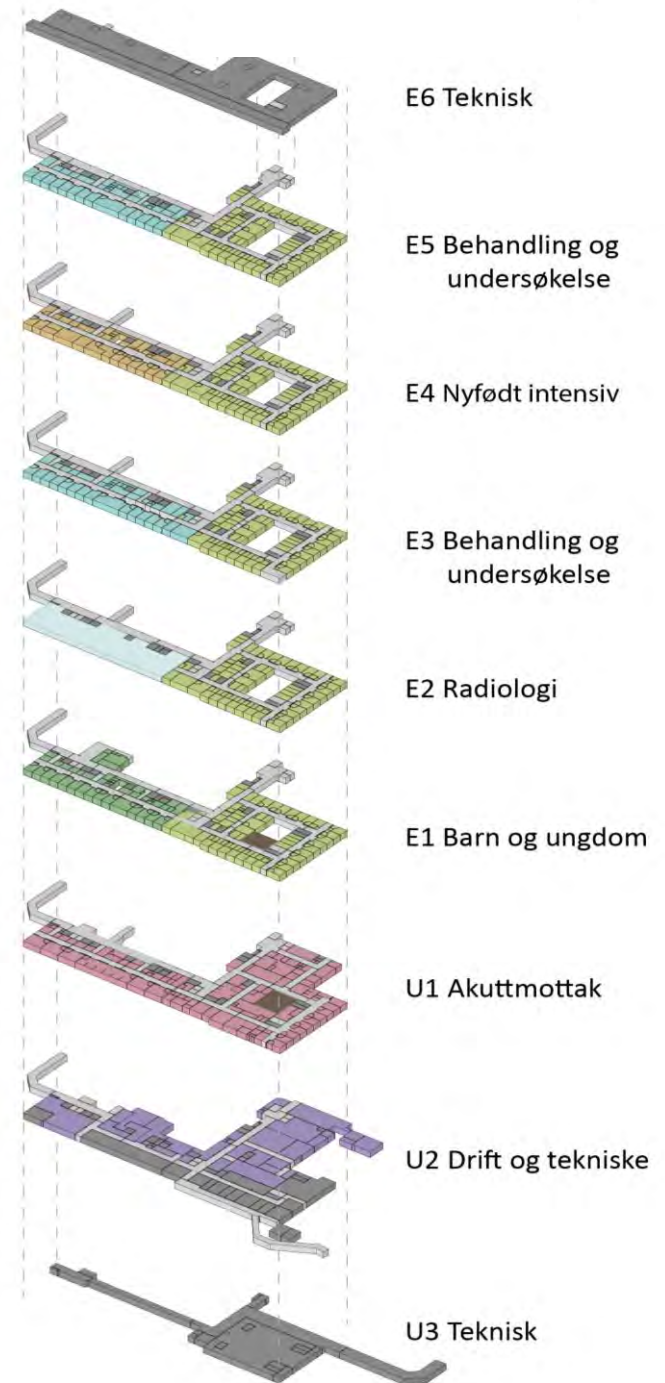 E6 Teknisk
E5 Behandling og
undersøkelse
E4 Nyfødt intensiv
E3 Behandling og
undersøkelse
E2 Radiologi
E1 Barn og ungdom
U1 Akuttmottak
U2 Drift og tekniske
U3 Teknisk